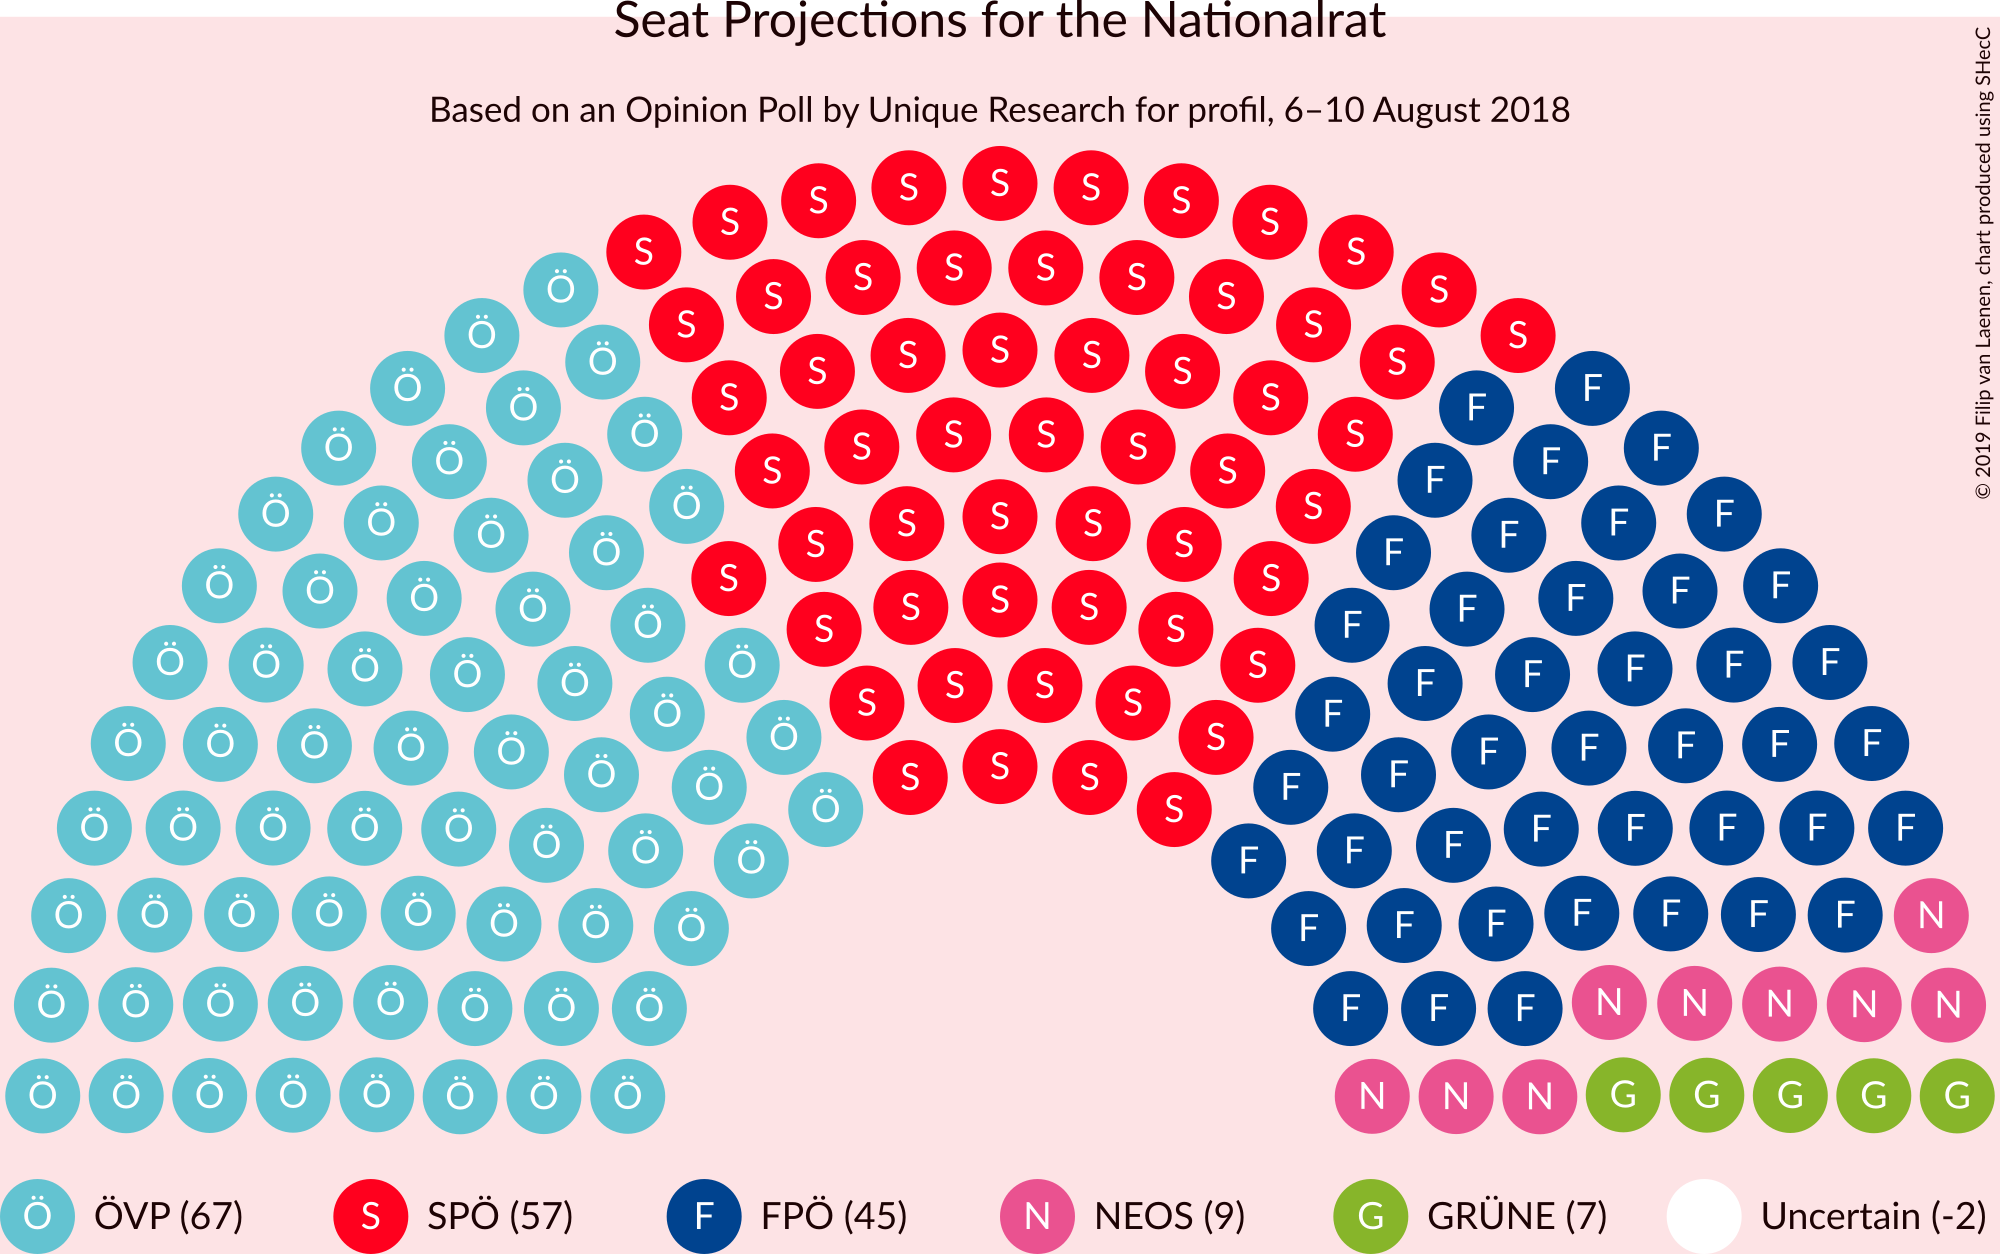 Seat Projections for the Nationalrat
Based on an Opinion Poll by Unique Research for profil, 6–10 August 2018
© 2019 Filip van Laenen, chart produced using SHecC
S S S S S S S
S S S S
Ö S S S S S S S S
Ö Ö S S S S S S S S S
Ö Ö Ö S S S S S S S F F
Ö Ö Ö Ö S S S S S S F F F
Ö Ö Ö Ö Ö S S S S S S F F F F
Ö Ö Ö Ö Ö Ö S S S S S S F F F F F
Ö Ö Ö Ö Ö Ö Ö S S S S S F F F F F F
Ö Ö Ö Ö Ö Ö Ö Ö S S S S F F F F F F F
Ö Ö Ö Ö Ö Ö Ö Ö Ö F F F F F F F F
Ö Ö Ö Ö Ö Ö Ö Ö F F F F F F F N
Ö Ö Ö Ö Ö Ö Ö Ö F F F N N N N N
Ö Ö Ö Ö Ö Ö Ö Ö N N N G G G G G
Ö ÖVP (67) S SPÖ (57) F FPÖ (45) N NEOS (9) G GRÜNE (7) Uncertain (-2)